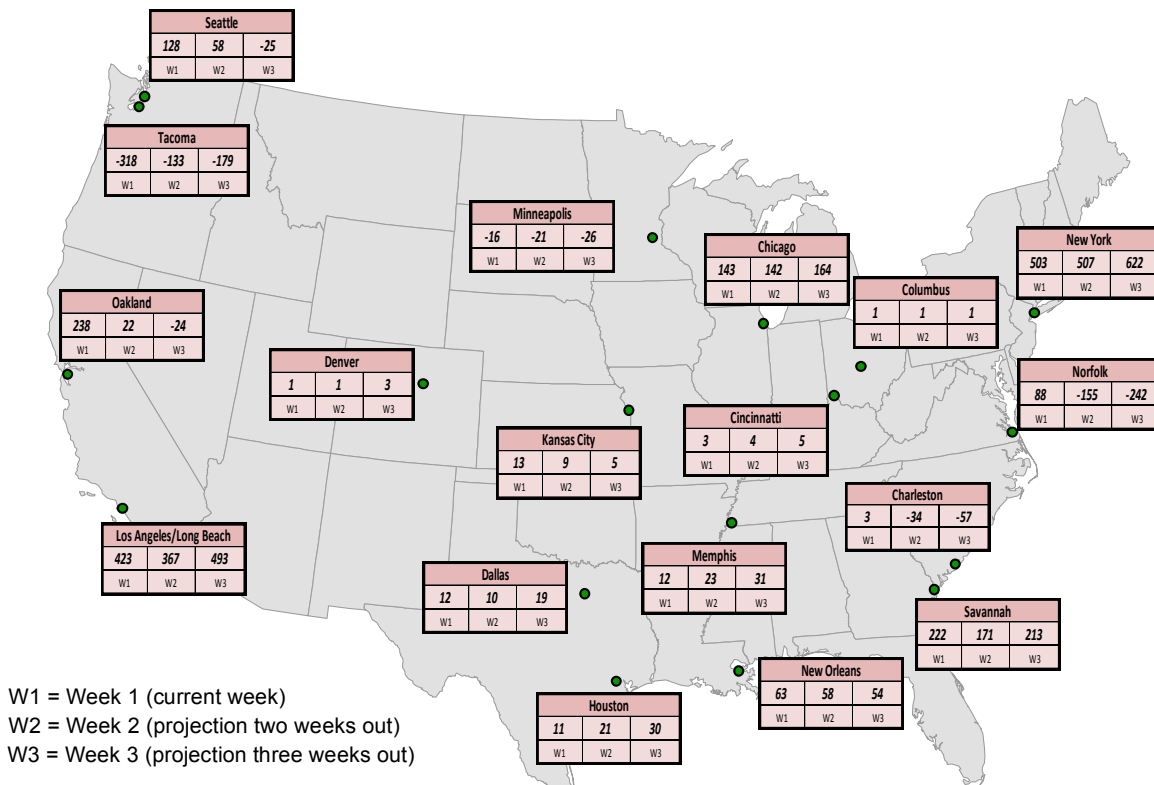 Seattle
128 58 -25
W1 W2 W3
Tacoma
-318 -133 -179
W1 W2 W3
Minneapolis
-16 -21 -26
W1 W2 W3
Chicago
143 142 164
W1 W2 W3
New York
503 507 622
W1 W2 W3
Columbus
1 1 1
W1 W2 W3
Oakland
238 22 -24
W1 W2 W3
Denver
1 1 3
W1 W2 W3
Norfolk
88 -155 -242
W1 W2 W3
Cincinnatti
3 4 5
W1 W2 W3
Kansas City
13 9 5
W1 W2 W3
Charleston
3 -34 -57
W1 W2 W3
Los Angeles/Long Beach
423 367 493
W1 W2 W3
Memphis
12 23 31
W1 W2 W3
Dallas
12 10 19
W1 W2 W3
Savannah
222 171 213
W1 W2 W3
New Orleans
63 58 54
W1 W2 W3
Houston
11 21 30
W1 W2 W3
W1 = Week 1 (current week)
W2 = Week 2 (projection two weeks out)
W3 = Week 3 (projection three weeks out)